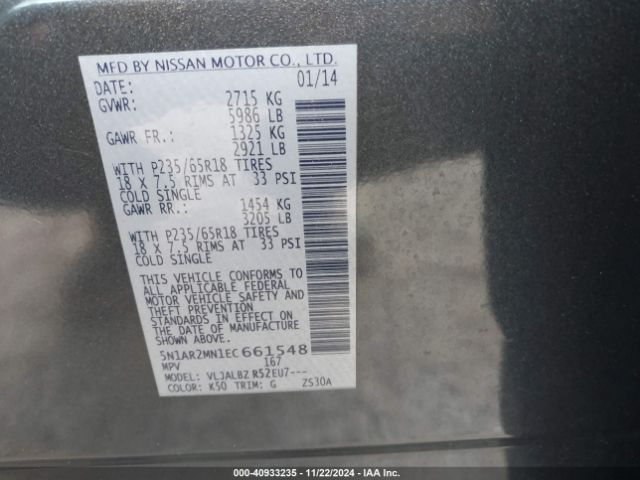 MFD BY NISSAN MOTOR CO., LTD.
DATE: 01/14
GVWR: 2715 KG
5986 LB
GAWR FR.: 1325 KG
2921 LB
WITH P235/65R18 TIRES
18 X 7.5 RIMS AT 33 PSI
COLD SINGLE
GAWR RR.: 1454 KG
3205 LB
WITH P235/65R18 TIRES
18 X 7.5 RIMS AT 33 PSI
COLD SINGLE
THIS VEHICLE CONFORMS TO
ALL APPLICABLE FEDERAL
MOTOR VEHICLE SAFETY AND
THEFT PREVENTION
STANDARDS IN EFFECT ON
THE DATE OF MANUFACTURE
SHOWN ABOVE.
5N1AR2MN1EC661548
MPV 167
MODEL: VLJALBZ R52EU7---
COLOR: K50 TRIM: G ZS30A
000-40933235 - 11/22/2024 - IAA Inc.